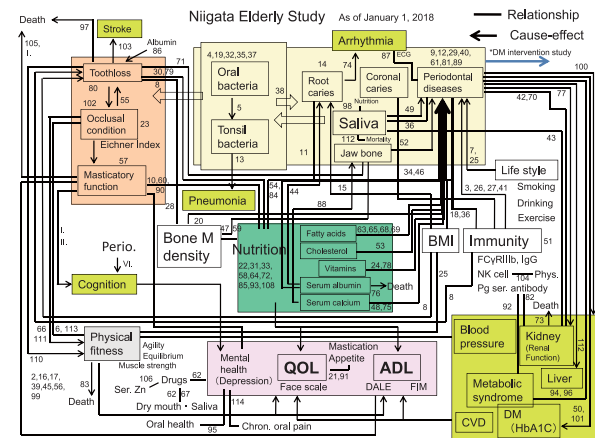 Niigata Elderly Study
As of January 1, 2018
Relationship
Cause-effect
*DM intervention study
Death
97
Stroke
103
Albumin
86
105,
I.
Toothloss
30,79
8
80
55
102
Occlusal
condition
23
Eichner Index
57
Masticatory
function
10,60,
90
28
4,19,32,35,37
Oral
bacteria
5
Tonsil
bacteria
13
38
Pneumonia
Arrhythmia
87
ECG
14
74
Root
caries
Coronal
caries
9,12,29,40,
61,81,89
Periodontal
diseases
100
77
42,70
98
Nutrition
49
Saliva
36
112
Mortality
Jaw bone
52
11
43
7,
25
Life style
34,46
Smoking
3, 26, 27,41
Drinking
Exercise
54,
84
44
88
15
18,36
20
47
59
Bone M
density
Nutrition
22,31,33,
58,64,72,
85,93,108
Fatty acids
63,65,68,69
Cholesterol
53
Vitamins
24,78
Serum albumin
Death
76
Serum calcium
48,75
BMI
Immunity
51
FCγRIIIb, IgG
NK cell
Phys.
104
Pg ser. antibody
25
8
8
92
82
I.
II.
Perio.
VI.
Cognition
66
6, 113
111
110
Physical
fitness
Agility
Equilibrium
Muscle strength
2,16,17,
39,45,56,
99
83
Death
106
Drugs
62
Ser. Zn
62
67
Dry mouth・Saliva
Oral health
95
114
Chron. oral pain
Mental
health
(Depression)
Mastication
Appetite
QOL
21,91
ADL
Face scale
DALE
FIM
Blood
pressure
Death
73
Kidney
(Renal
Function)
112
Liver
94, 96
Metabolic
syndrome
CVD
DM
(HbA1C)
50,
101